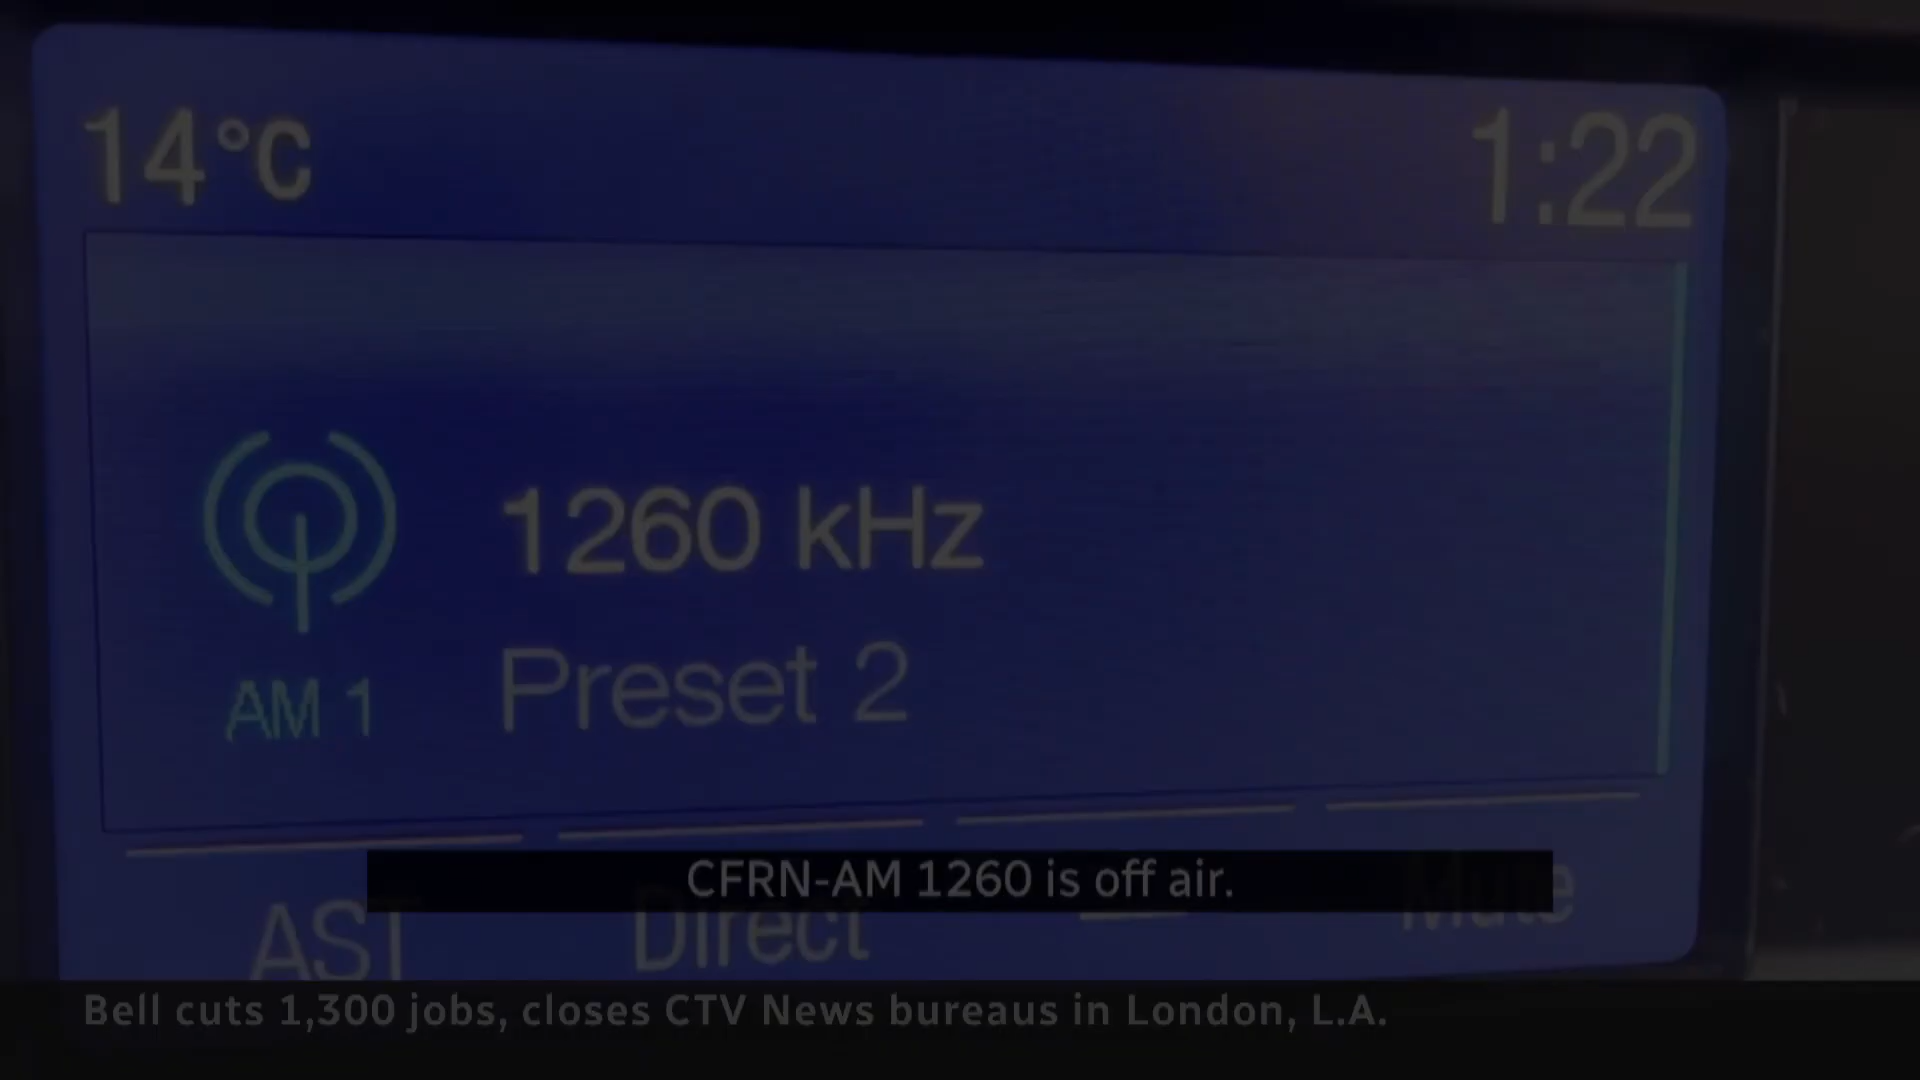 14°C
1:22
1260 kHz
Preset 2
AM 1
CFRN-AM 1260 is off air.
Mute
AST
Direct
Bell cuts 1,300 jobs, closes CTV News bureaus in London, L.A.